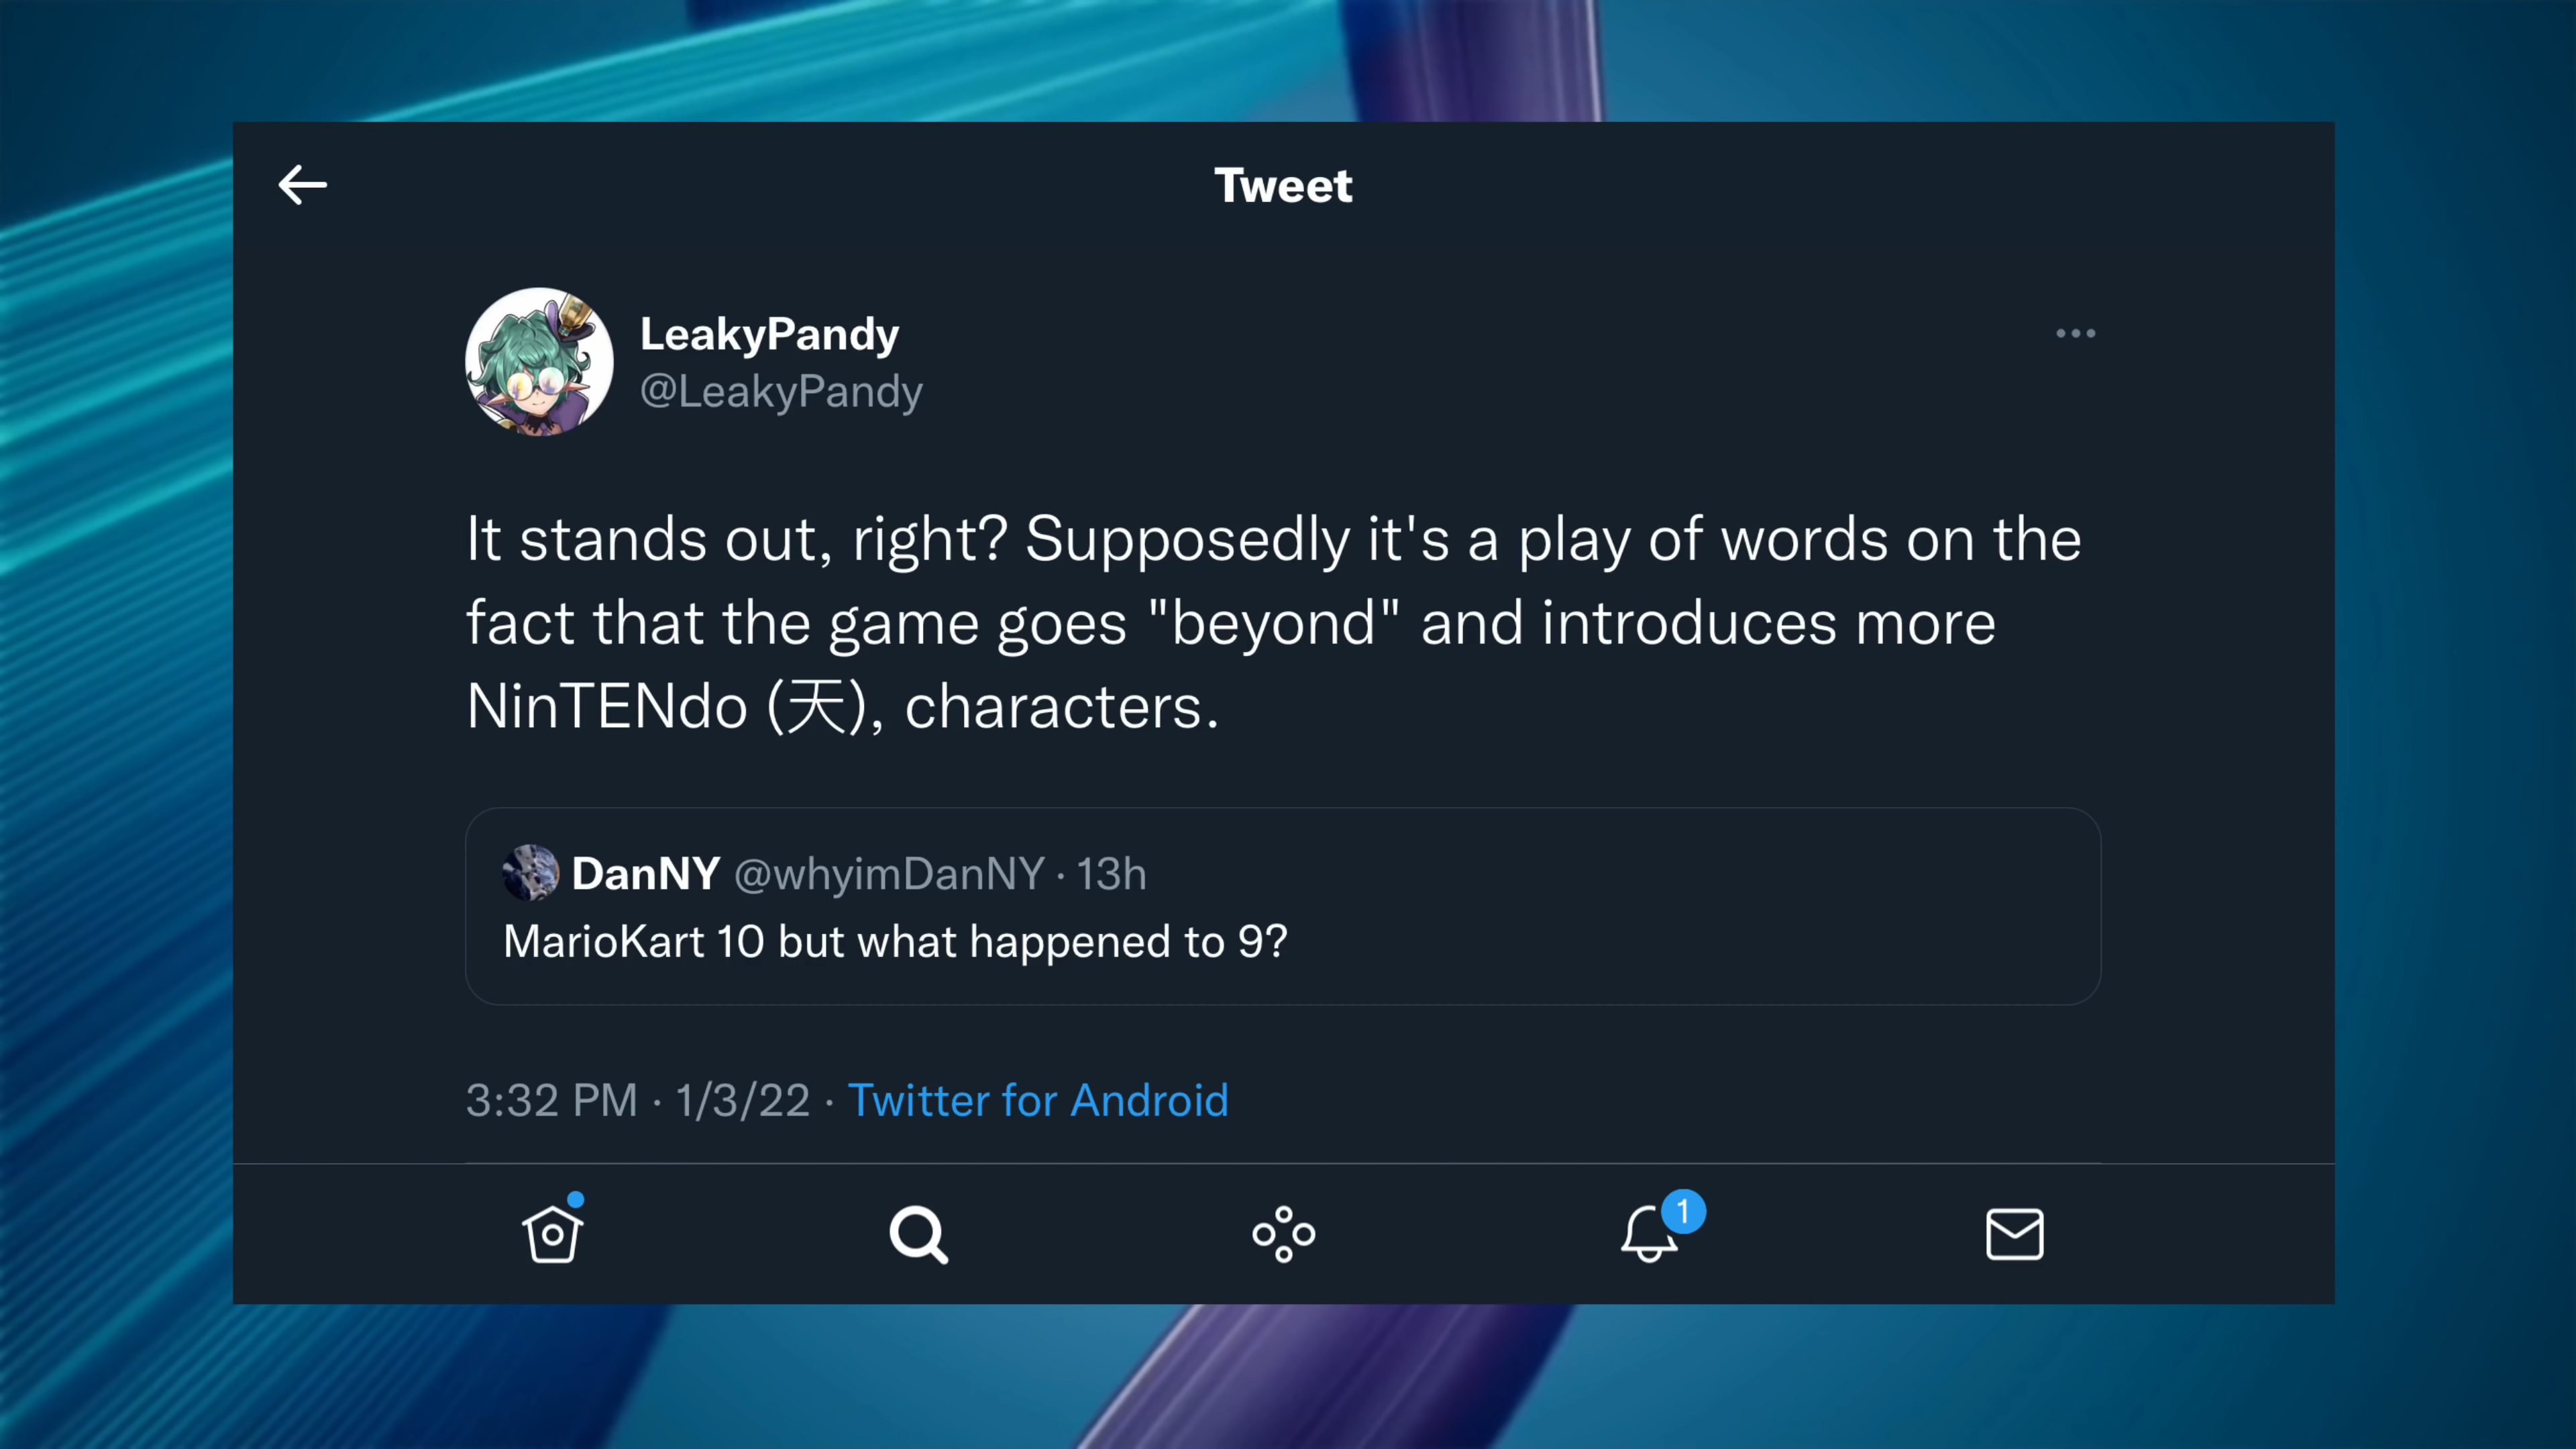 Tweet
LeakyPandy
@LeakyPandy
It stands out, right? Supposedly it's a play of words on the
fact that the game goes "beyond" and introduces more
NinTENdo (天), characters.
DanNY @whyimDanNY · 13h
MarioKart 10 but what happened to 9?
3:32 PM · 1/3/22 · Twitter for Android
1